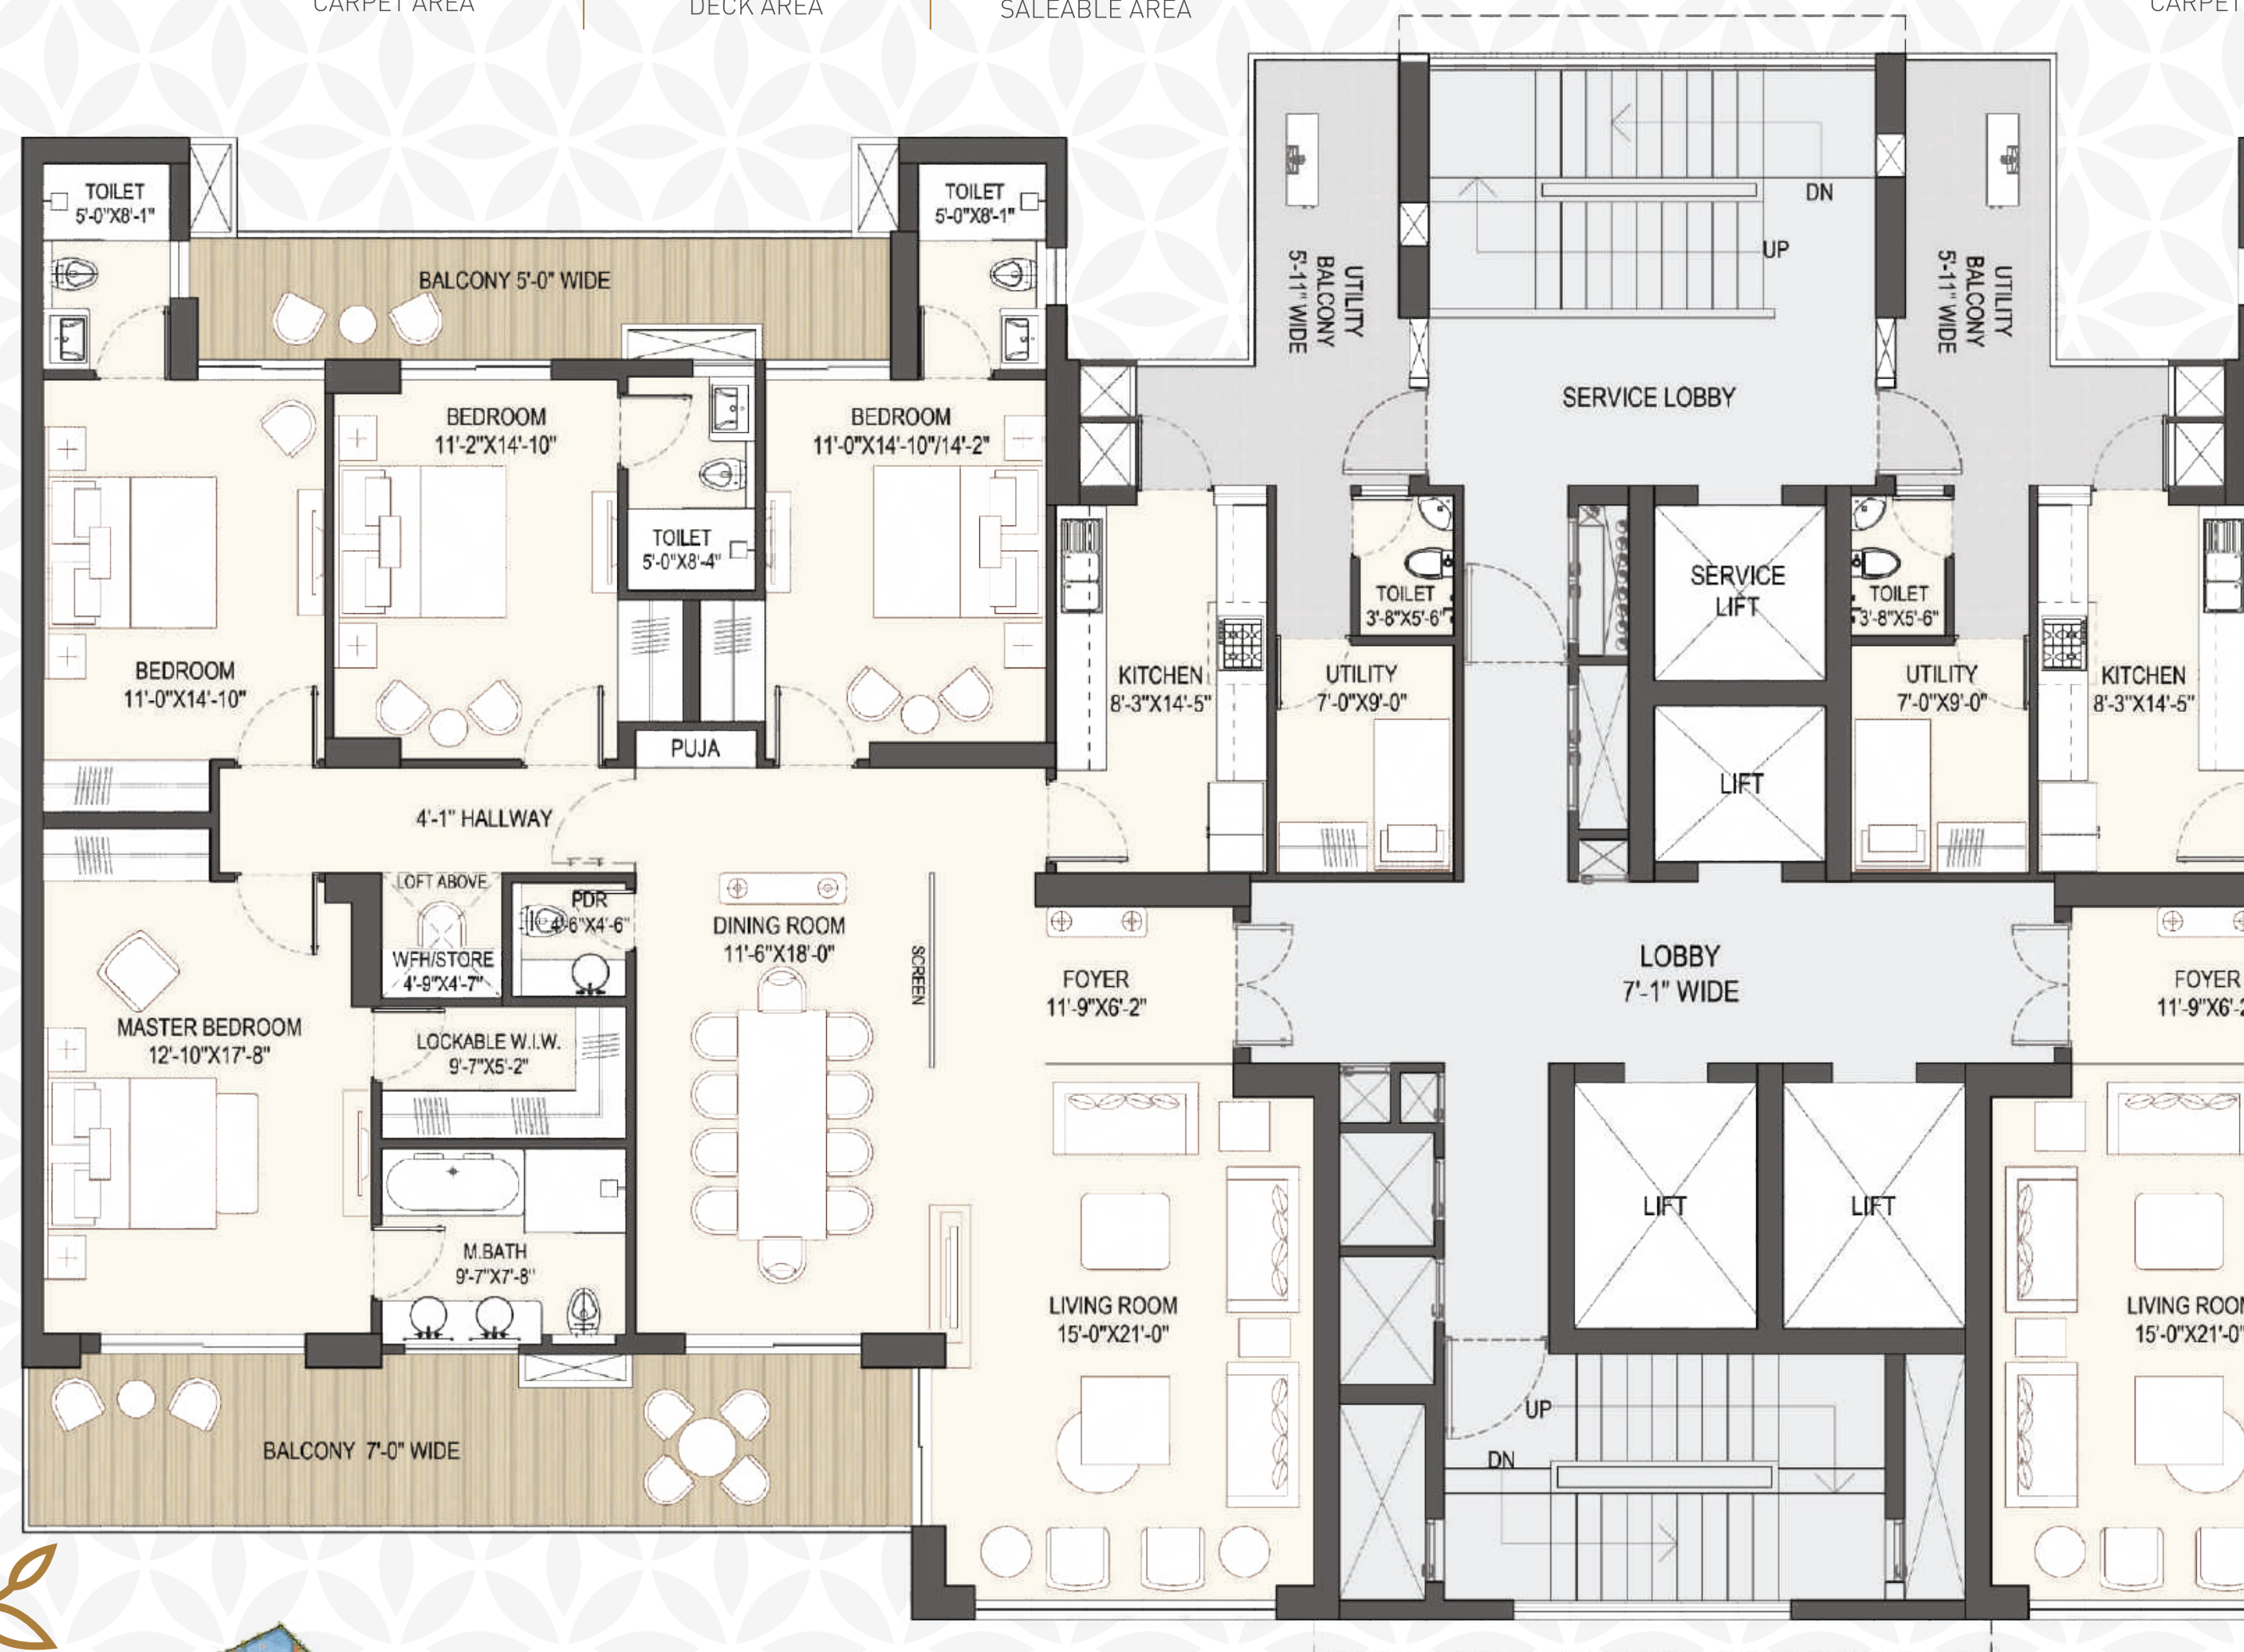 CARPET AREA
DECK AREA
SALEABLE AREA
CARPET
TOILET
5'-0"X8'-1"
TOILET
5'-0"X8'-1"
DN
UP
BALCONY 5'-0" WIDE
UTILITY
BALCONY
5'-11" WIDE
UTILITY
BALCONY
5'-11" WIDE
SERVICE LOBBY
BEDROOM
11'-2"X14'-10"
BEDROOM
11'-0"X14'-10"/14'-2"
TOILET
5'-0"X8'-4"
SERVICE
LIFT
TOILET
3'-8"X5'-6"
TOILET
3'-8"X5'-6"
BEDROOM
11'-0"X14'-10"
KITCHEN
8'-3"X14'-5"
UTILITY
7'-0"X9'-0"
UTILITY
7'-0"X9'-0"
KITCHEN
8'-3"X14'-5"
PUJA
LIFT
4'-1" HALLWAY
LOFT ABOVE
PDR
4'-6"X4'-6"
DINING ROOM
11'-6"X18'-0"
WFH/STORE
4'-9"X4'-7"
SCREEN
FOYER
11'-9"X6'-2"
LOBBY
7'-1" WIDE
FOYER
11'-9"X6'-2
MASTER BEDROOM
12'-10"X17'-8"
LOCKABLE W.I.W.
9'-7"X5'-2"
LIFT
LIFT
M.BATH
9'-7"X7'-8"
LIVING ROOM
15'-0"X21'-0"
LIVING ROOM
15'-0"X21'-0"
UP
DN
BALCONY 7'-0" WIDE